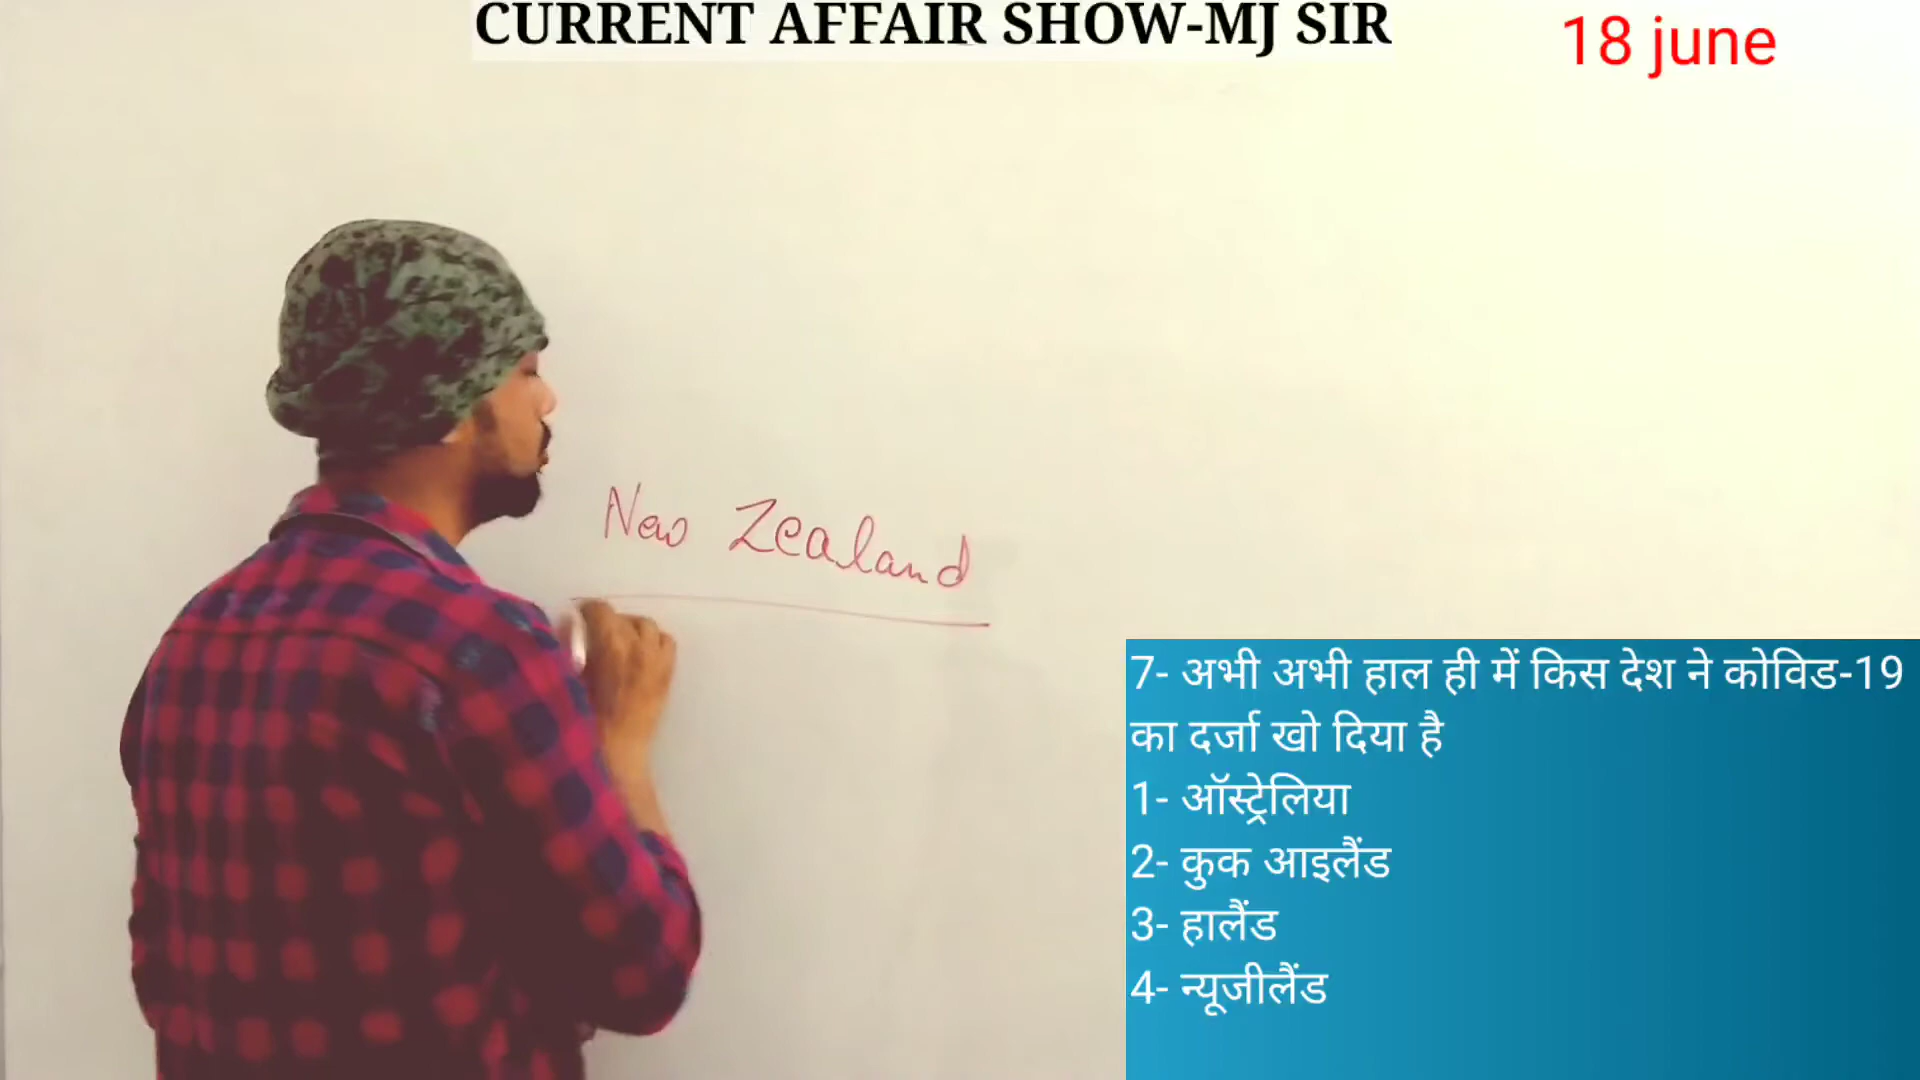 CURRENT AFFAIR SHOW-MJ SIR
18 june
New Zealand
7- अभी अभी हाल ही में किस देश ने कोविड-19
का दर्जा खो दिया है
1- ऑस्ट्रेलिया
2- कुक आइलैंड
3- हालैंड
4- न्यूजीलैंड